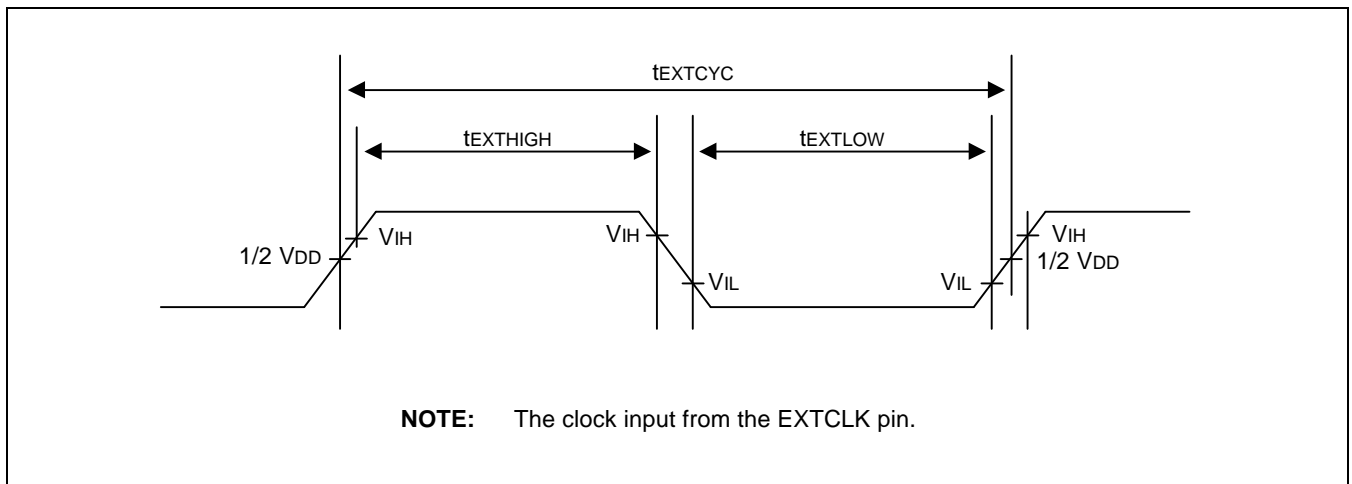 tEXTCYC
tEXTHIGH
tEXTLOW
VIH
VIH
VIH
1/2 VDD
1/2 VDD
VIL
VIL
NOTE: The clock input from the EXTCLK pin.